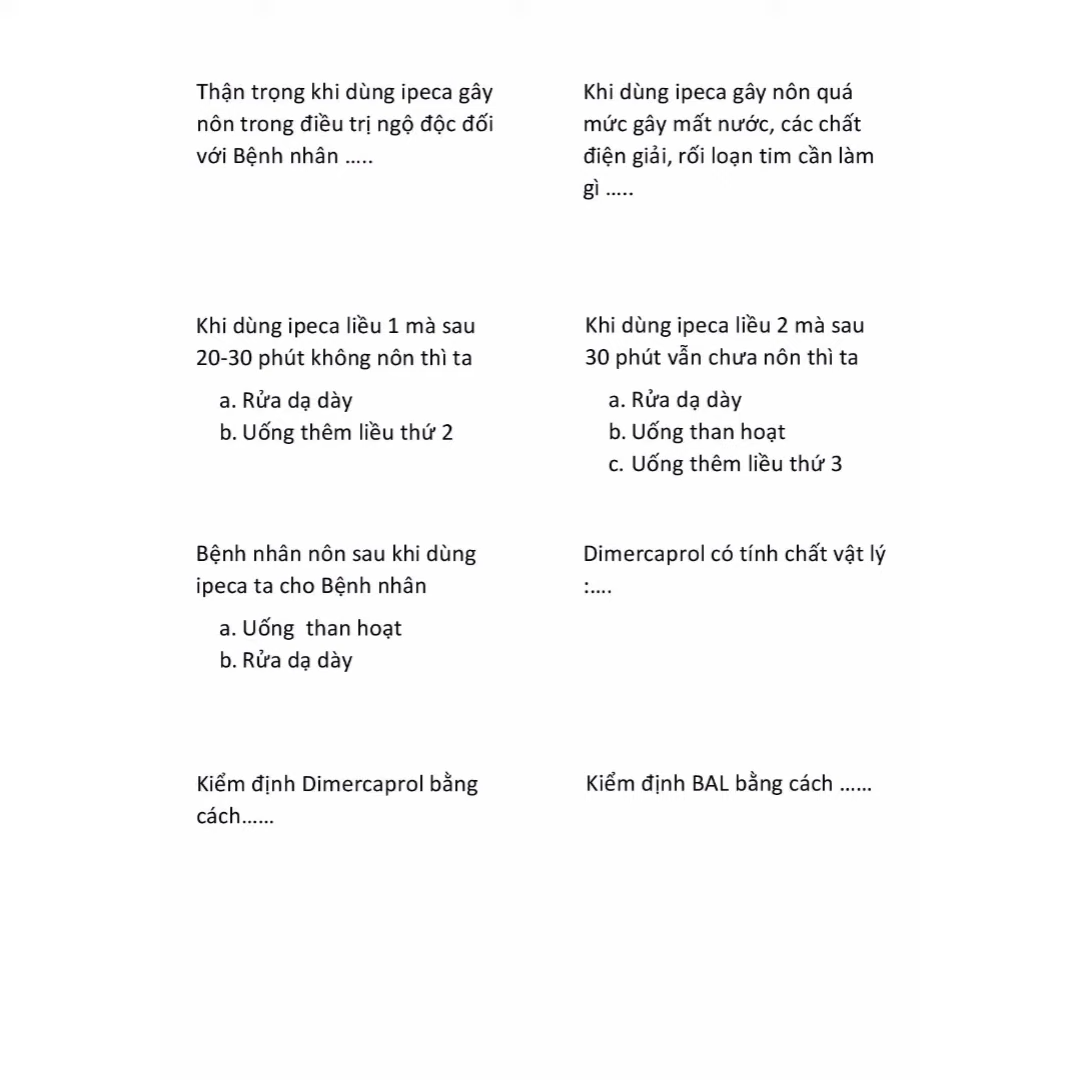 Thận trọng khi dùng ipeca gây
nôn trong điều trị ngộ độc đối
với Bệnh nhân .....
Khi dùng ipeca gây nôn quá
mức gây mất nước, các chất
điện giải, rối loạn tim cần làm
gì .....
Khi dùng ipeca liều 1 mà sau
20-30 phút không nôn thì ta
a. Rửa dạ dày
b. Uống thêm liều thứ 2
Khi dùng ipeca liều 2 mà sau
30 phút vẫn chưa nôn thì ta
a. Rửa dạ dày
b. Uống than hoạt
c. Uống thêm liều thứ 3
Bệnh nhân nôn sau khi dùng
ipeca ta cho Bệnh nhân
a. Uống  than hoạt
b. Rửa dạ dày
Dimercaprol có tính chất vật lý
:....
Kiểm định Dimercaprol bằng
cách......
Kiểm định BAL bằng cách ......